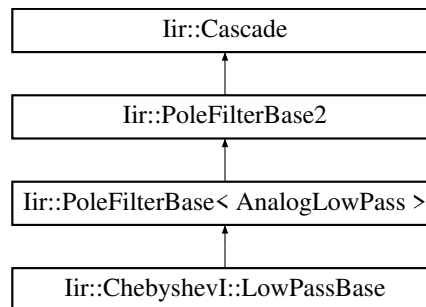 Iir::Cascade
Iir::PoleFilterBase2
Iir::PoleFilterBase< AnalogLowPass >
Iir::ChebyshevI::LowPassBase